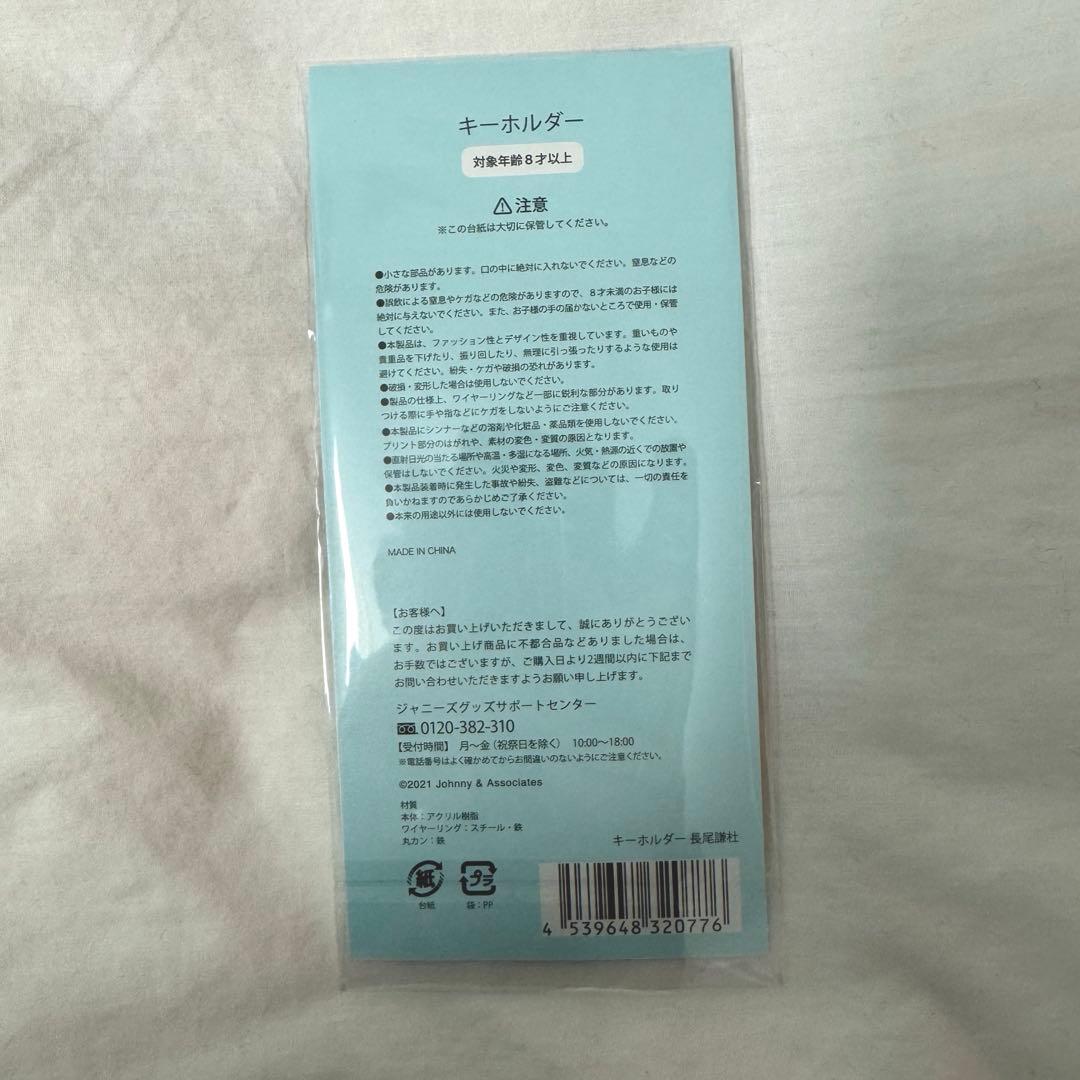 キーホルダー
対象年齢8才以上
⚠注意
※この台紙は大切に保管してください。
●小さな部品があります。口の中に絶対に入れないでください。窒息などの
危険があります。
●誤飲による窒息やケガなどの危険がありますので、8才未満のお子様には
絶対に与えないでください。また、お子様の手の届かないところで使用・保管
してください。
●本製品は、ファッション性とデザイン性を重視しています。重いものや
貴重品を下げたり、振り回したり、無理に引っ張ったりするような使用は
避けてください。紛失・ケガや破損の恐れがあります。
●破損・変形した場合は使用しないでください。
●製品の仕様上、ワイヤーリングなど一部に鋭利な部分があります。取り
つける際に手や指などにケガをしないようにご注意ください。
●本製品にシンナーなどの溶剤や化粧品・薬品類を使用しないでください。
プリント部分のはがれや、素材の変色・変質の原因となります。
●直射日光の当たる場所や高温・多湿になる場所、火気・熱源の近くでの放置や
保管はしないでください。火災や変形、変色、変質などの原因になります。
●本製品装着時に発生した事故や紛失、盗難などについては、一切の責任を
負いかねますのであらかじめご了承ください。
●本来の用途以外には使用しないでください。
MADE IN CHINA
【お客様へ】
この度はお買い上げいただきまして、誠にありがとうござい
ます。お買い上げ商品に不都合品などありました場合は、
お手数ではございますが、ご購入日より2週間以内に下記まで
お問い合わせいただきますようお願い申し上げます。
ジャニーズグッズサポートセンター
0120-382-310
【受付時間】 月〜金（祝祭日を除く） 10:00〜18:00
※電話番号はよく確かめてからお間違いのないようにご注意ください。
©2021 Johnny & Associates
材質
本体：アクリル樹脂
ワイヤーリング：スチール・鉄
丸カン：鉄
キーホルダー 長尾謙杜
紙
台紙
プラ
袋：PP
4 539648 320776